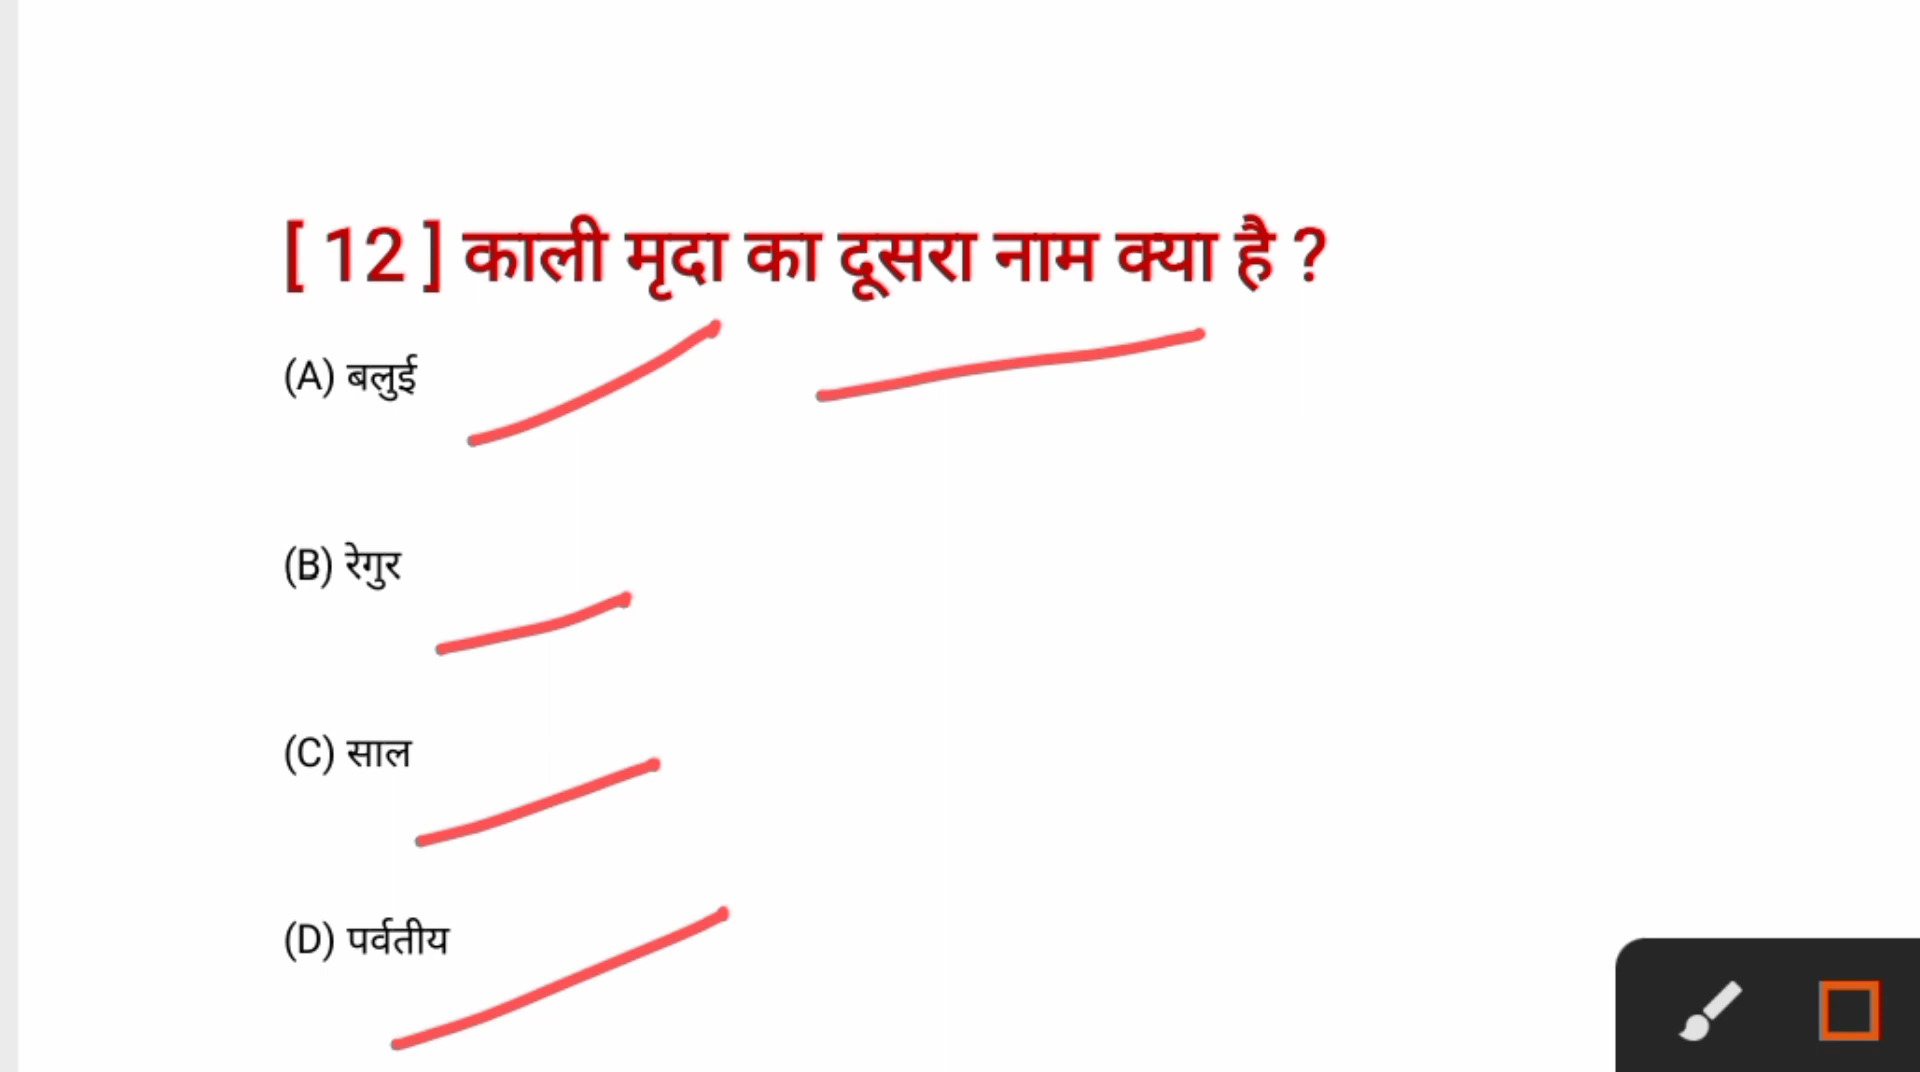 [ 12 ] काली मृदा का दूसरा नाम क्या है ?
(A) बलुई
(B) रेगुर
(C) साल
(D) पर्वतीय